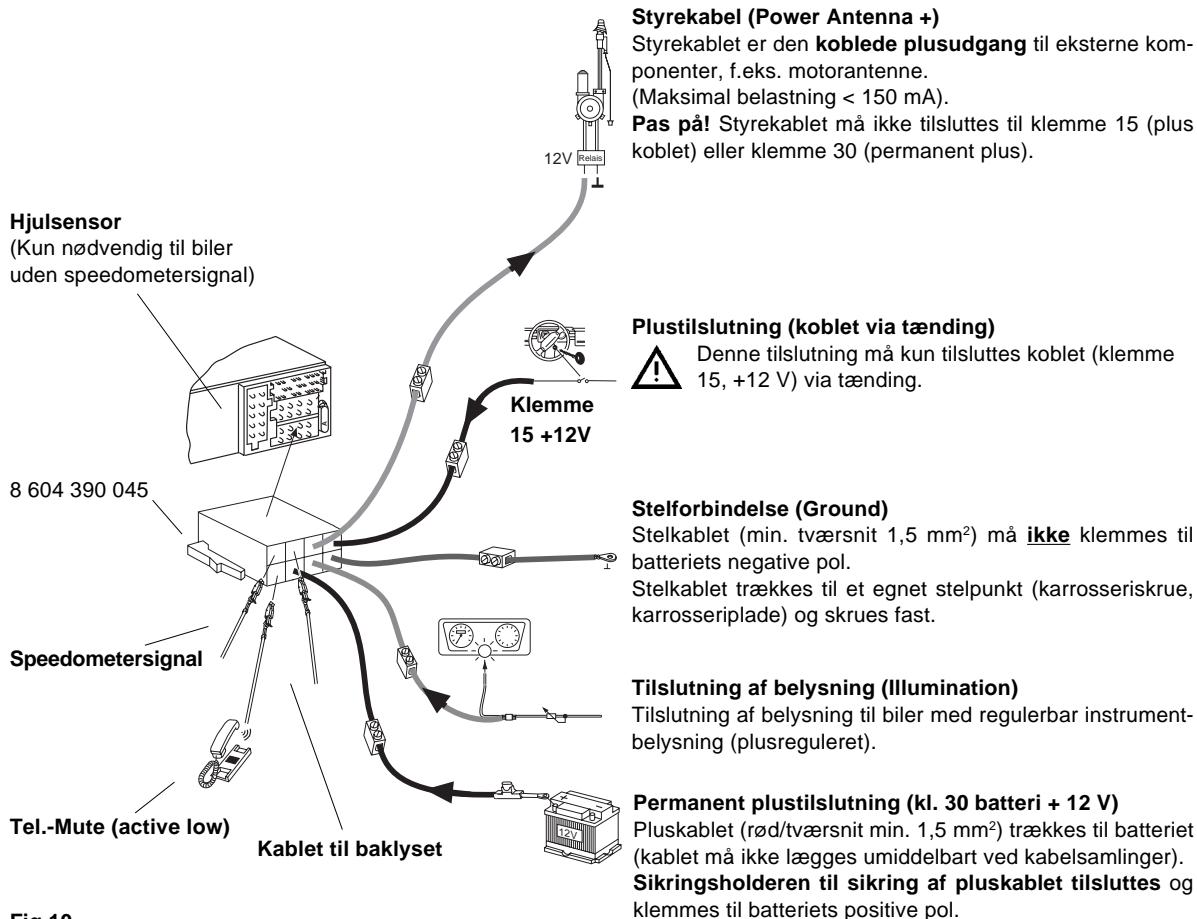 Styrekabel (Power Antenna +)
Styrekablet er den koblede plusudgang til eksterne kom-
ponenter, f.eks. motorantenne.
(Maksimal belastning < 150 mA).
Pas på! Styrekablet må ikke tilsluttes til klemme 15 (plus
koblet) eller klemme 30 (permanent plus).
12V
Relais
Hjulsensor
(Kun nødvendig til biler
uden speedometersignal)
Plustilslutning (koblet via tænding)
Denne tilslutning må kun tilsluttes koblet (klemme
15, +12 V) via tænding.
Klemme
15 +12V
8 604 390 045
Stelforbindelse (Ground)
Stelkablet (min. tværsnit 1,5 mm²) må ikke klemmes til
batteriets negative pol.
Stelkablet trækkes til et egnet stelpunkt (karrosseriskrue,
karrosseriplade) og skrues fast.
Speedometersignal
Tilslutning af belysning (Illumination)
Tilslutning af belysning til biler med regulerbar instrument-
belysning (plusreguleret).
Tel.-Mute (active low)
Kablet til baklyset
12V
Permanent plustilslutning (kl. 30 batteri + 12 V)
Pluskablet (rød/tværsnit min. 1,5 mm²) trækkes til batteriet
(kablet må ikke lægges umiddelbart ved kabelsamlinger).
Sikringsholderen til sikring af pluskablet tilsluttes og
klemmes til batteriets positive pol.